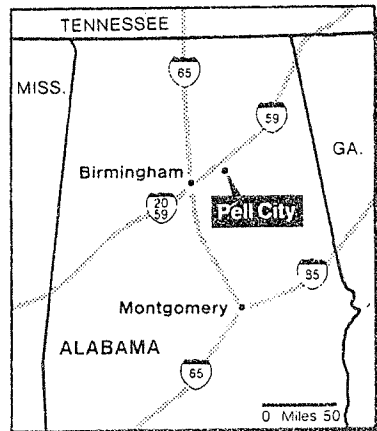 TENNESSEE
65
MISS.
59
GA.
Birmingham
20
59
Pell City
85
Montgomery
ALABAMA
65
0 Miles 50